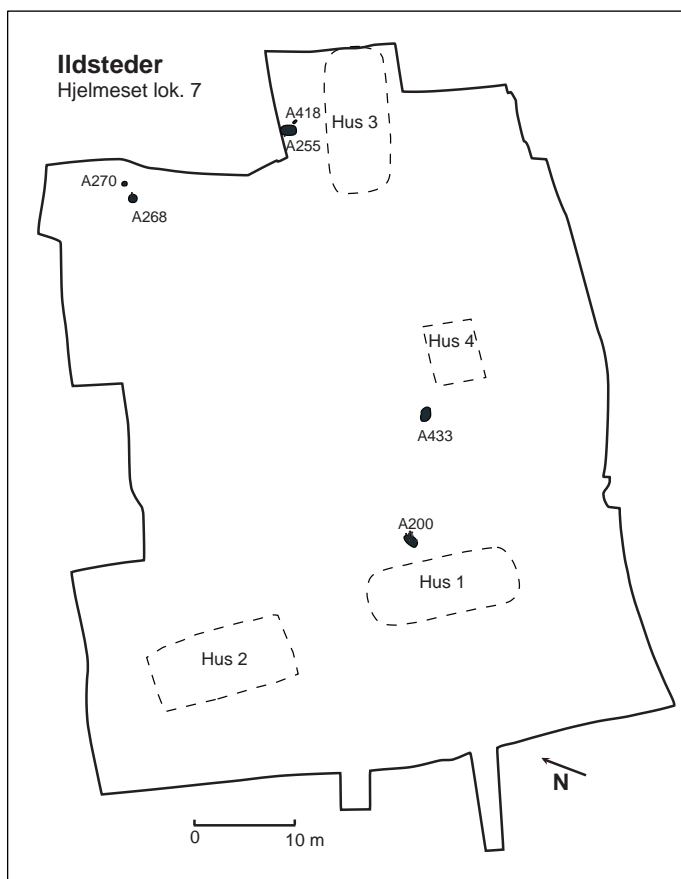 Ildsteder
Hjelmeset lok. 7
A418
Hus 3
A255
A270
A268
Hus 4
A433
A200
Hus 1
Hus 2
N
0 10 m